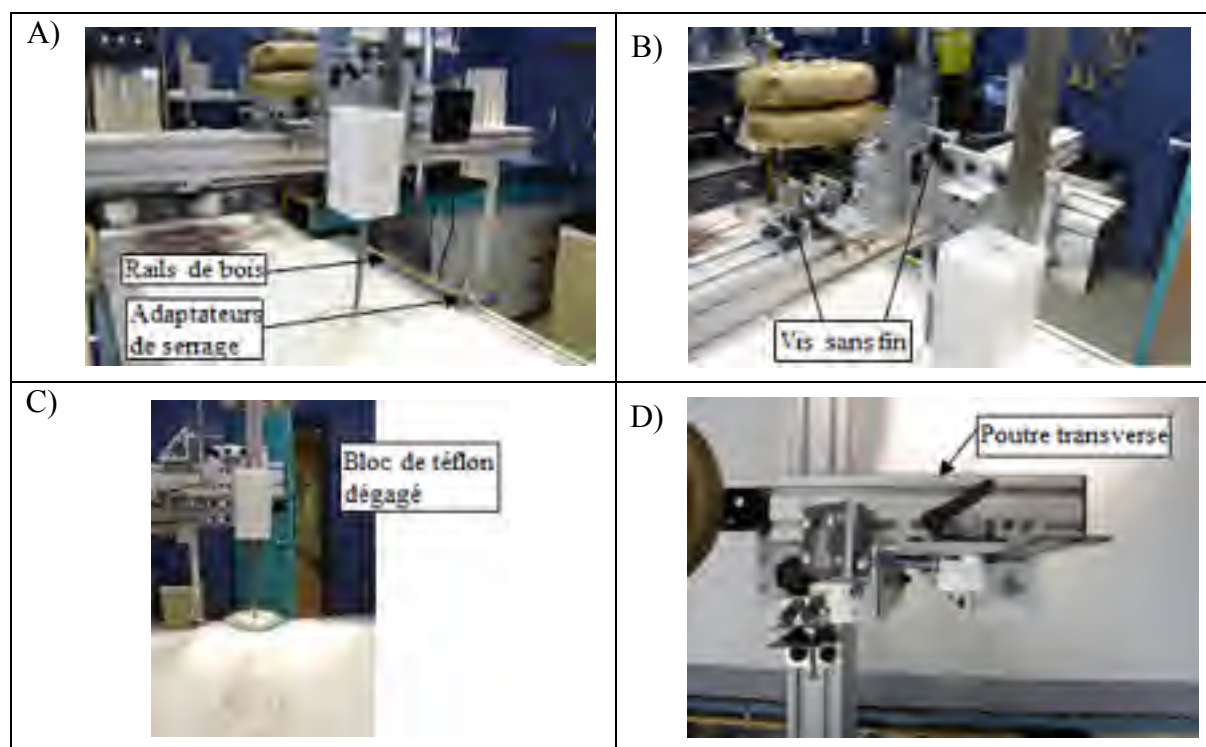 A)
Rails de bois
Adaptateurs
de serrage
B)
Vis sans fin
C)
Bloc de téflon
dégagé
D)
Poutre transverse